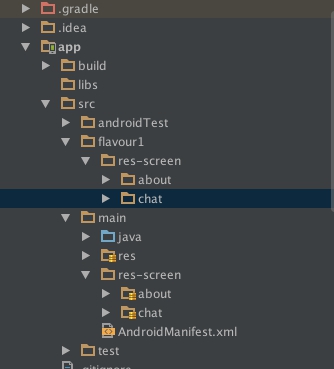 .gradle
.idea
app
build
libs
src
androidTest
flavour1
res-screen
about
chat
main
java
res
res-screen
about
chat
AndroidManifest.xml
test
.gitignore